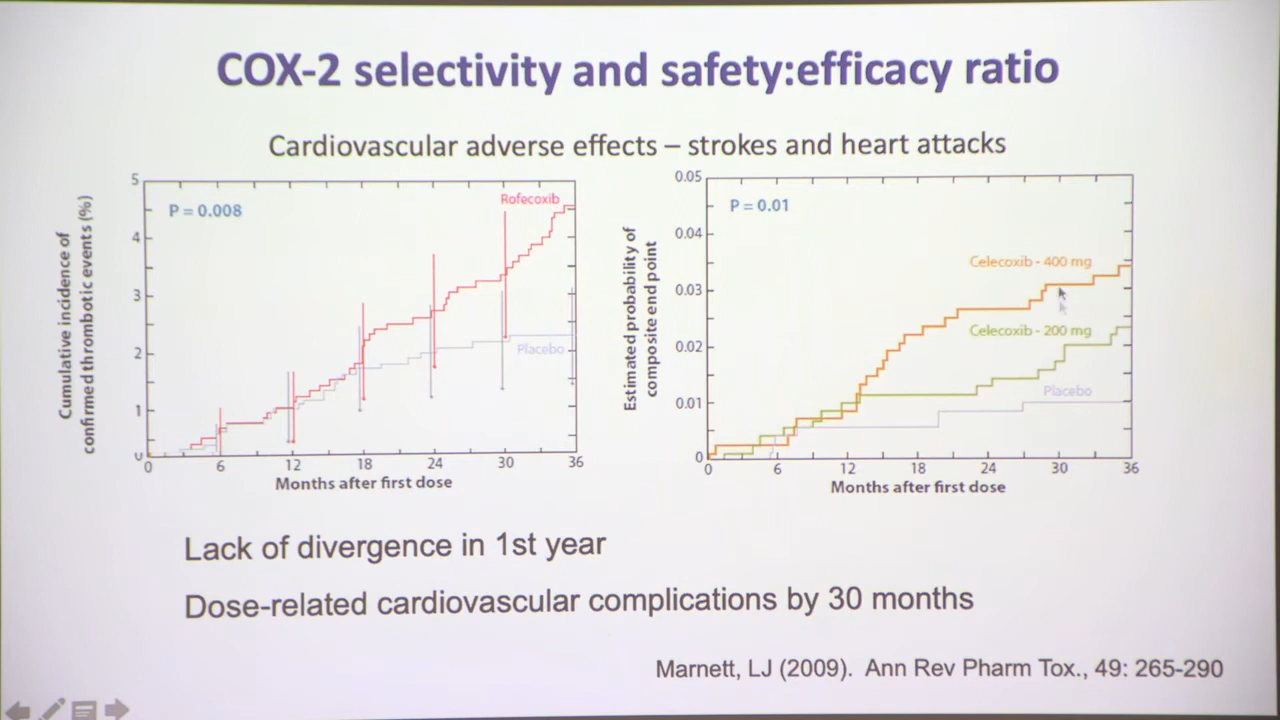 COX-2 selectivity and safety:efficacy ratio
Cardiovascular adverse effects – strokes and heart attacks
Cumulative incidence of
confirmed thrombotic events (%)
5
4
3
2
1
0
P = 0.008
Rofecoxib
Placebo
0 6 12 18 24 30 36
Months after first dose
Estimated probability of
composite end point
0.05
0.04
0.03
0.02
0.01
0
P = 0.01
Celecoxib - 400 mg
Celecoxib - 200 mg
Placebo
0 6 12 18 24 30 36
Months after first dose
Lack of divergence in 1st year
Dose-related cardiovascular complications by 30 months
Marnett, LJ (2009). Ann Rev Pharm Tox., 49: 265-290